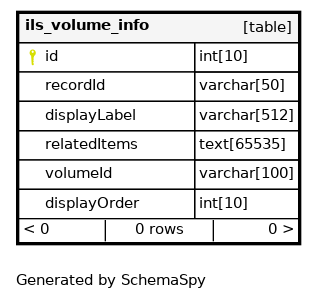 ils_volume_info [table]
id int[10]
recordId varchar[50]
displayLabel varchar[512]
relatedItems text[65535]
volumeId varchar[100]
displayOrder int[10]
< 0 0 rows 0 >
Generated by SchemaSpy